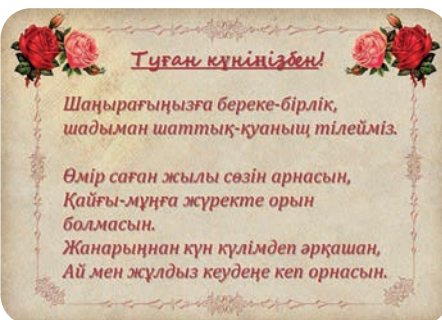 Туған күніңізбен!
Шаңырағыңызға береке-бірлік,
шадыман шаттық-қуаныш тілейміз.
Өмір саған жылы сөзін арнасын,
Қайғы-мұңға жүректе орын
болмасын.
Жанарыңнан күн күлімдеп әрқашан,
Ай мен жұлдыз кеудеңе кеп орнасын.